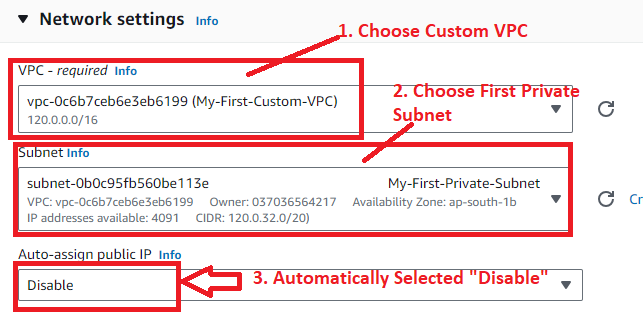 Network settings Info
1. Choose Custom VPC
VPC - required Info
vpc-0c6b7ceb6e3eb6199 (My-First-Custom-VPC)
120.0.0.0/16
2. Choose First Private
Subnet
Subnet Info
subnet-0b0c95fb560be113e My-First-Private-Subnet
VPC: vpc-0c6b7ceb6e3eb6199 Owner: 037036564217 Availability Zone: ap-south-1b
IP addresses available: 4091 CIDR: 120.0.32.0/20)
Cr
Auto-assign public IP Info
Disable
3. Automatically Selected "Disable"